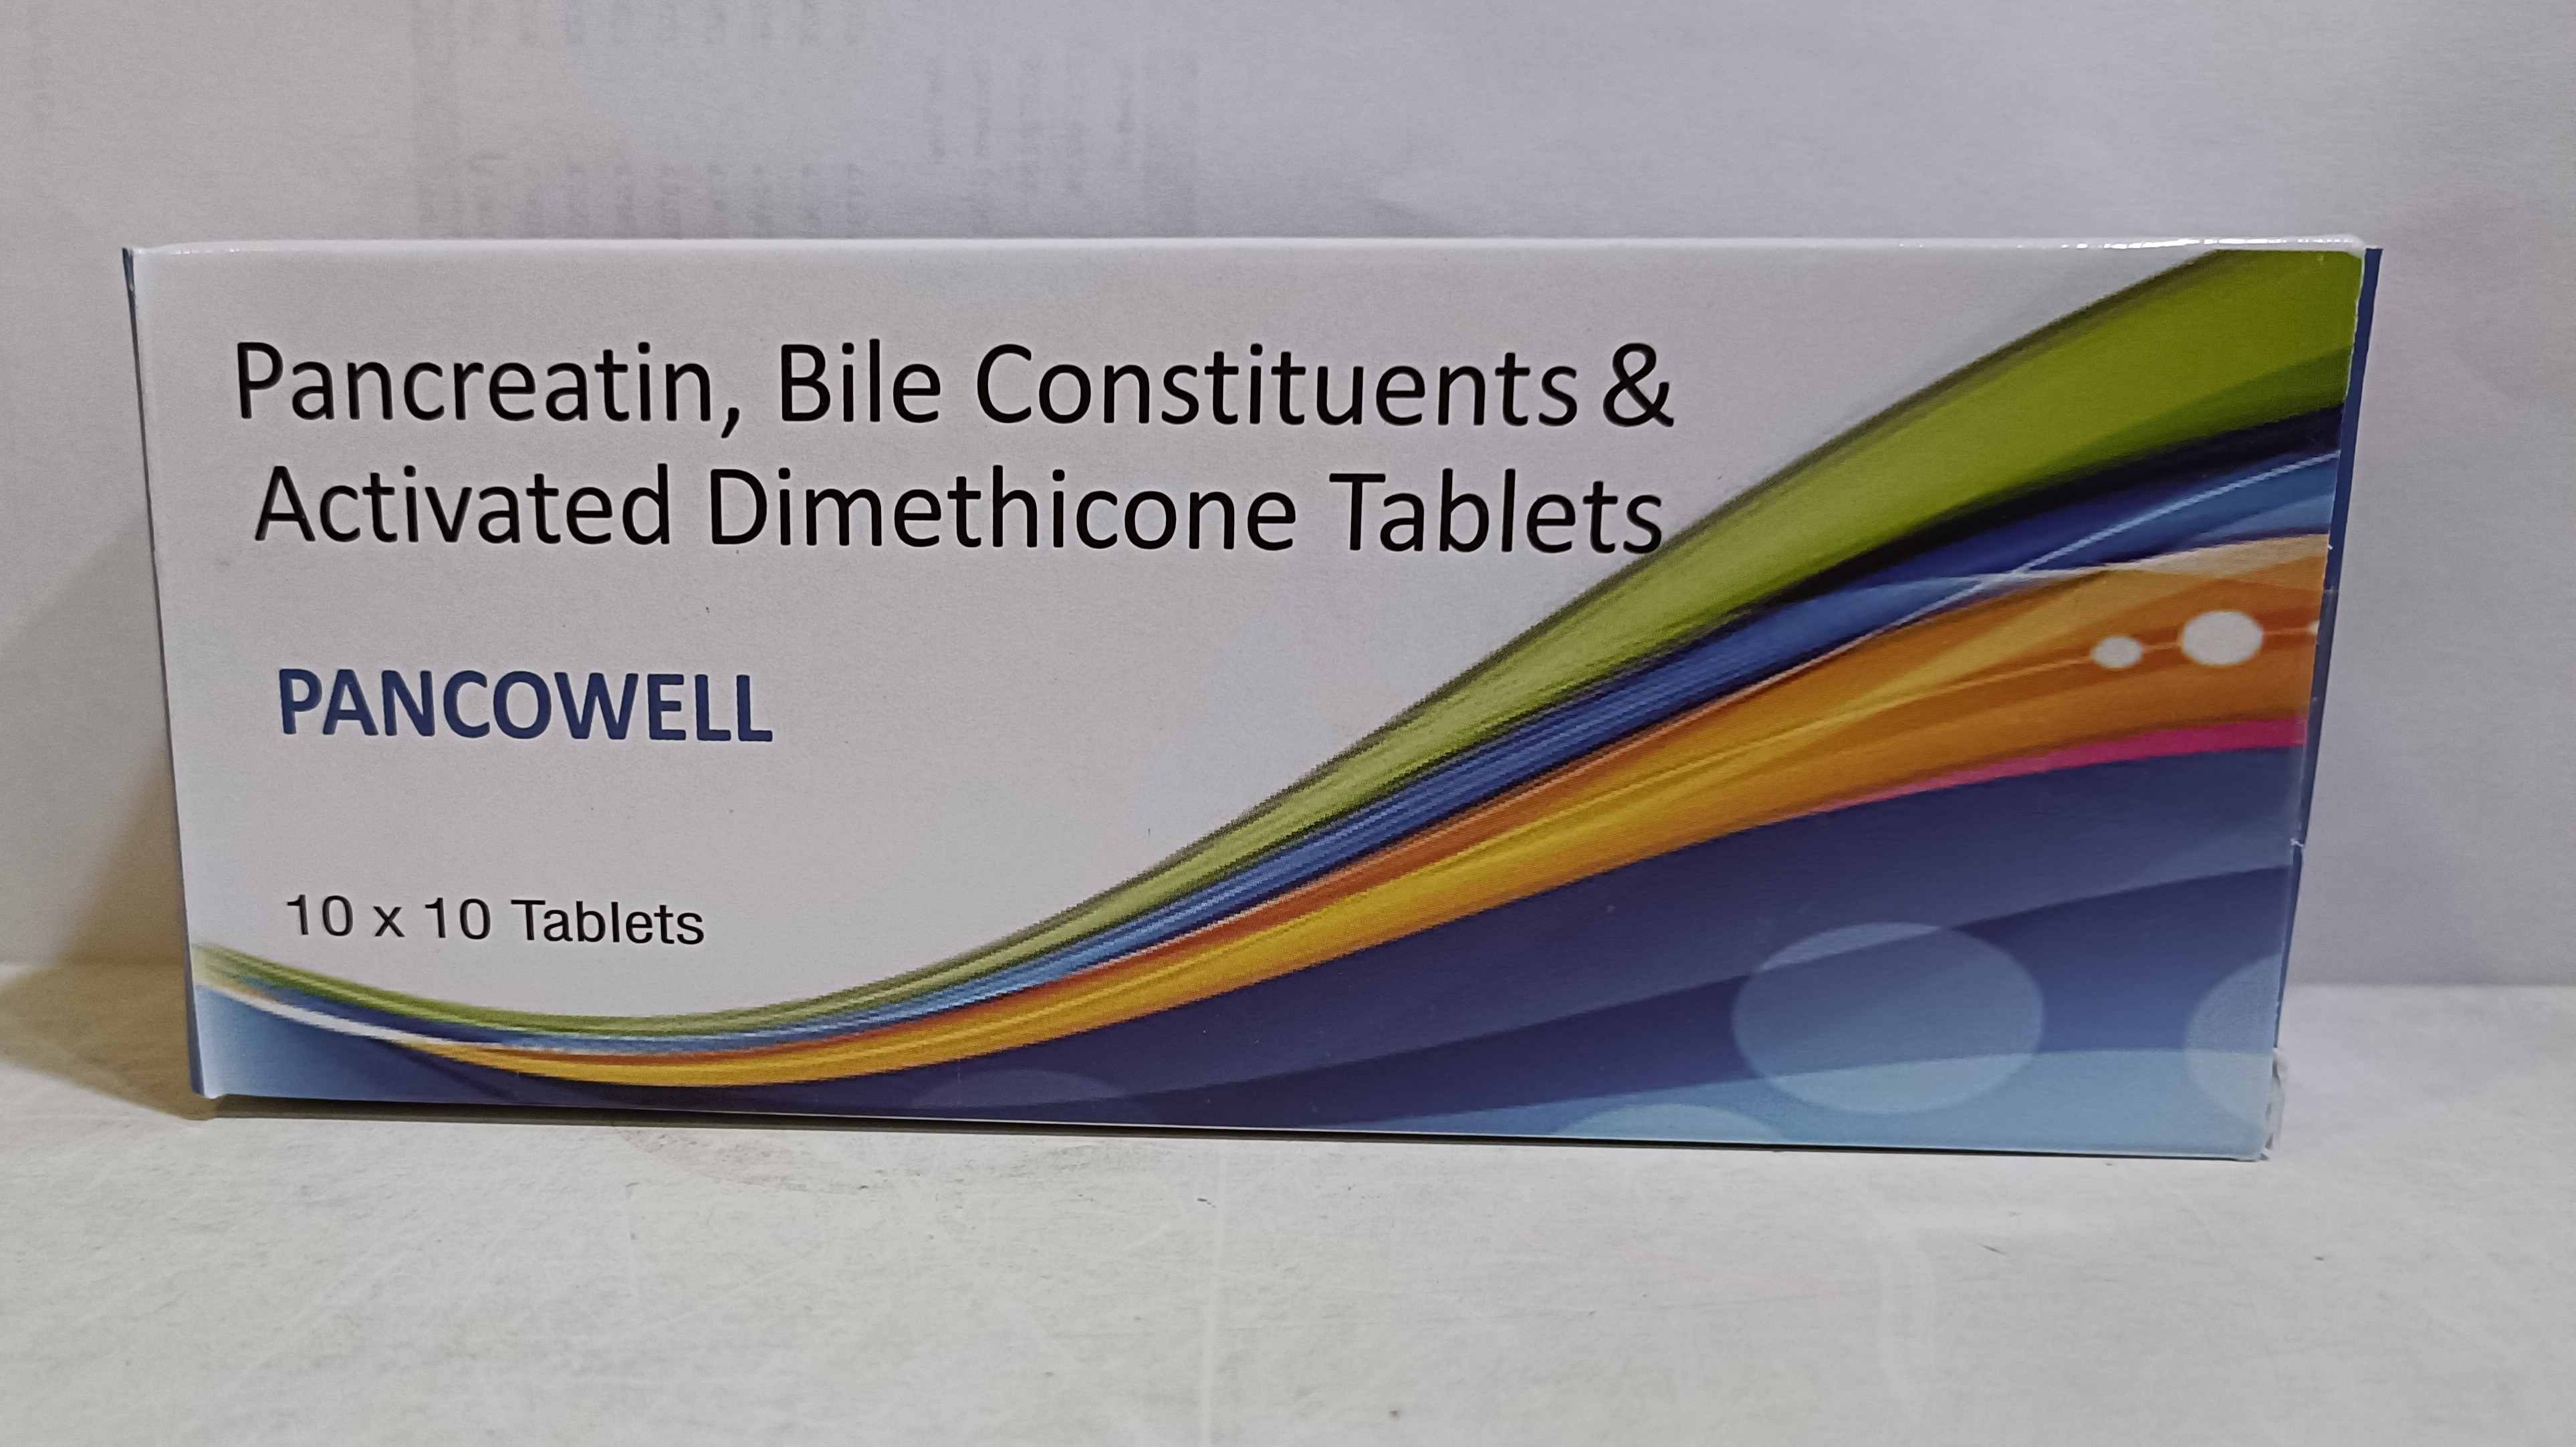 Pancreatin, Bile Constituents &
Activated Dimethicone Tablets
PANCOWELL
10 x 10 Tablets